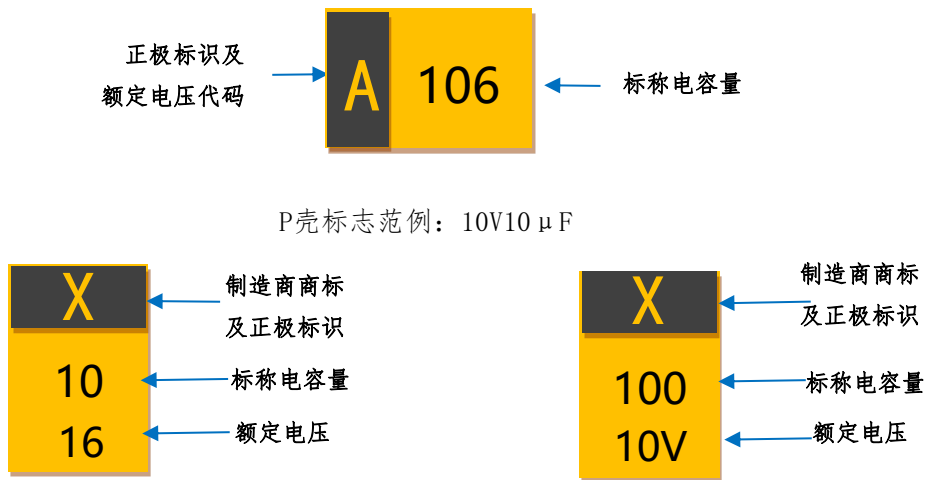 正极标识及
额定电压代码
A
106
标称电容量
P壳标志范例：10V10μF
X
制造商商标
及正极标识
10
标称电容量
16
额定电压
X
制造商商标
及正极标识
100
标称电容量
10V
额定电压